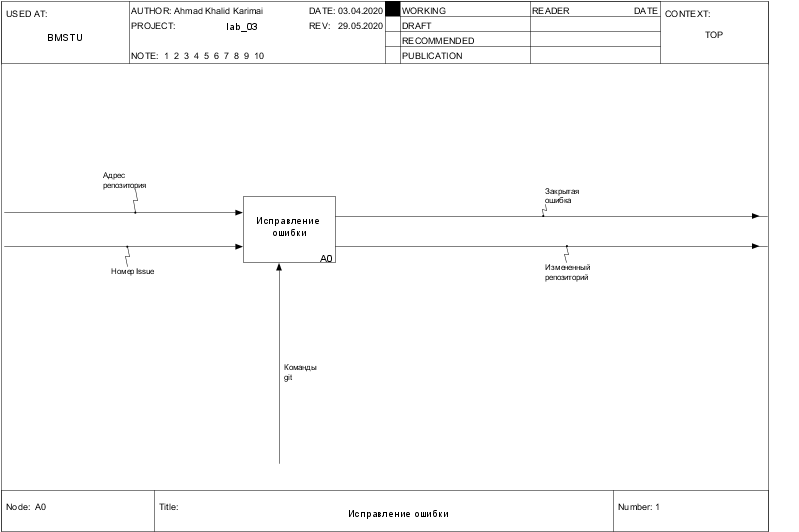 USED AT:
BMSTU
AUTHOR: Ahmad Khalid Karimai
DATE: 03.04.2020
PROJECT: lab_03
REV: 29.05.2020
NOTE: 1 2 3 4 5 6 7 8 9 10
WORKING
DRAFT
RECOMMENDED
PUBLICATION
READER
DATE
CONTEXT:
TOP
Адрес
репозитория
Закрытая
ошибка
Исправление
ошибки
A0
Номер Issue
Измененный
репозиторий
Команды
git
Node: A0
Title:
Исправление ошибки
Number: 1